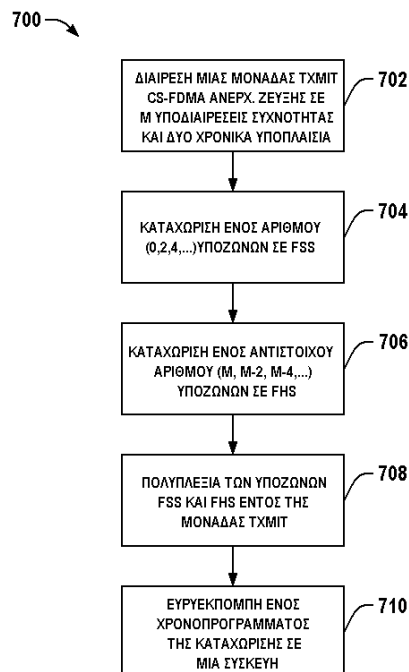 700
ΔΙΑΙΡΕΣΗ ΜΙΑΣ ΜΟΝΑΔΑΣ TXMIT
CS-FDMA ΑΝΕΡΧ. ΖΕΥΞΗΣ ΣΕ
Μ ΥΠΟΔΙΑΙΡΕΣΕΙΣ ΣΥΧΝΟΤΗΤΑΣ
ΚΑΙ ΔΥΟ ΧΡΟΝΙΚΑ ΥΠΟΠΛΑΙΣΙΑ
702
ΚΑΤΑΧΩΡΙΣΗ ΕΝΟΣ ΑΡΙΘΜΟΥ
(0,2,4,...)ΥΠΟΖΩΝΩΝ ΣΕ FSS
704
ΚΑΤΑΧΩΡΙΣΗ ΕΝΟΣ ΑΝΤΙΣΤΟΙΧΟΥ
ΑΡΙΘΜΟΥ (M, M-2, M-4,...)
ΥΠΟΖΩΝΩΝ ΣΕ FHS
706
ΠΟΛΥΠΛΕΞΙΑ ΤΩΝ ΥΠΟΖΩΝΩΝ
FSS ΚΑΙ FHS ΕΝΤΟΣ ΤΗΣ
ΜΟΝΑΔΑΣ TXMIT
708
ΕΥΡΥΕΚΠΟΜΠΗ ΕΝΟΣ
ΧΡΟΝΟΠΡΟΓΡΑΜΜΑΤΟΣ
ΤΗΣ ΚΑΤΑΧΩΡΙΣΗΣ ΣΕ
ΜΙΑ ΣΥΣΚΕΥΗ
710